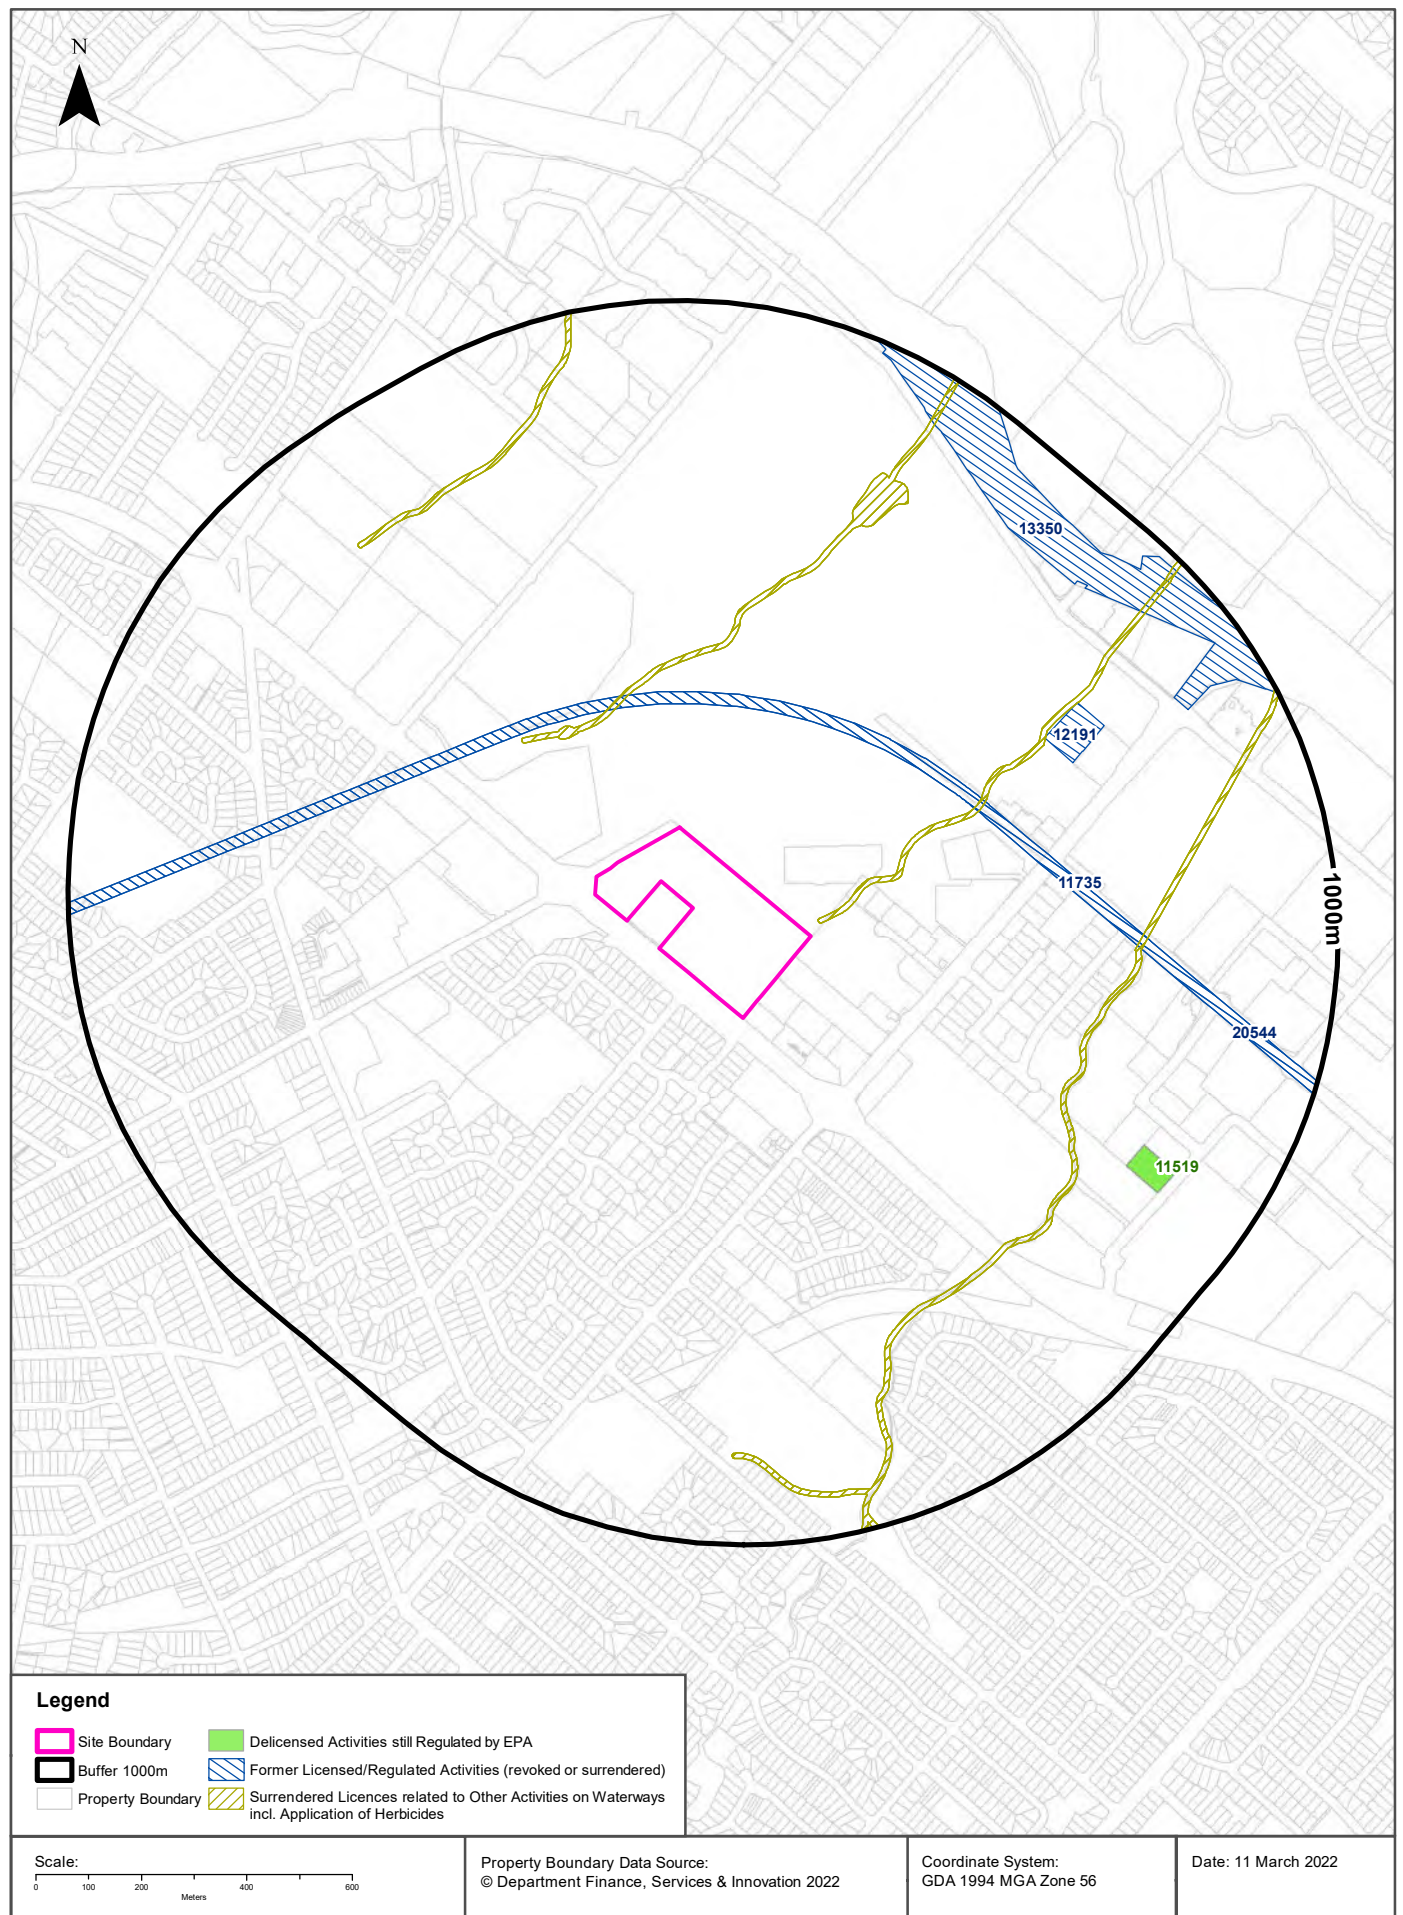 N
13350
12191
11735
1000m
20544
11519
Legend
Site Boundary
Delicensed Activities still Regulated by EPA
Buffer 1000m
Former Licensed/Regulated Activities (revoked or surrendered)
Property Boundary
Surrendered Licences related to Other Activities on Waterways
incl. Application of Herbicides
Scale:
0 100 200 400 600
Meters
Property Boundary Data Source:
© Department Finance, Services & Innovation 2022
Coordinate System:
GDA 1994 MGA Zone 56
Date: 11 March 2022